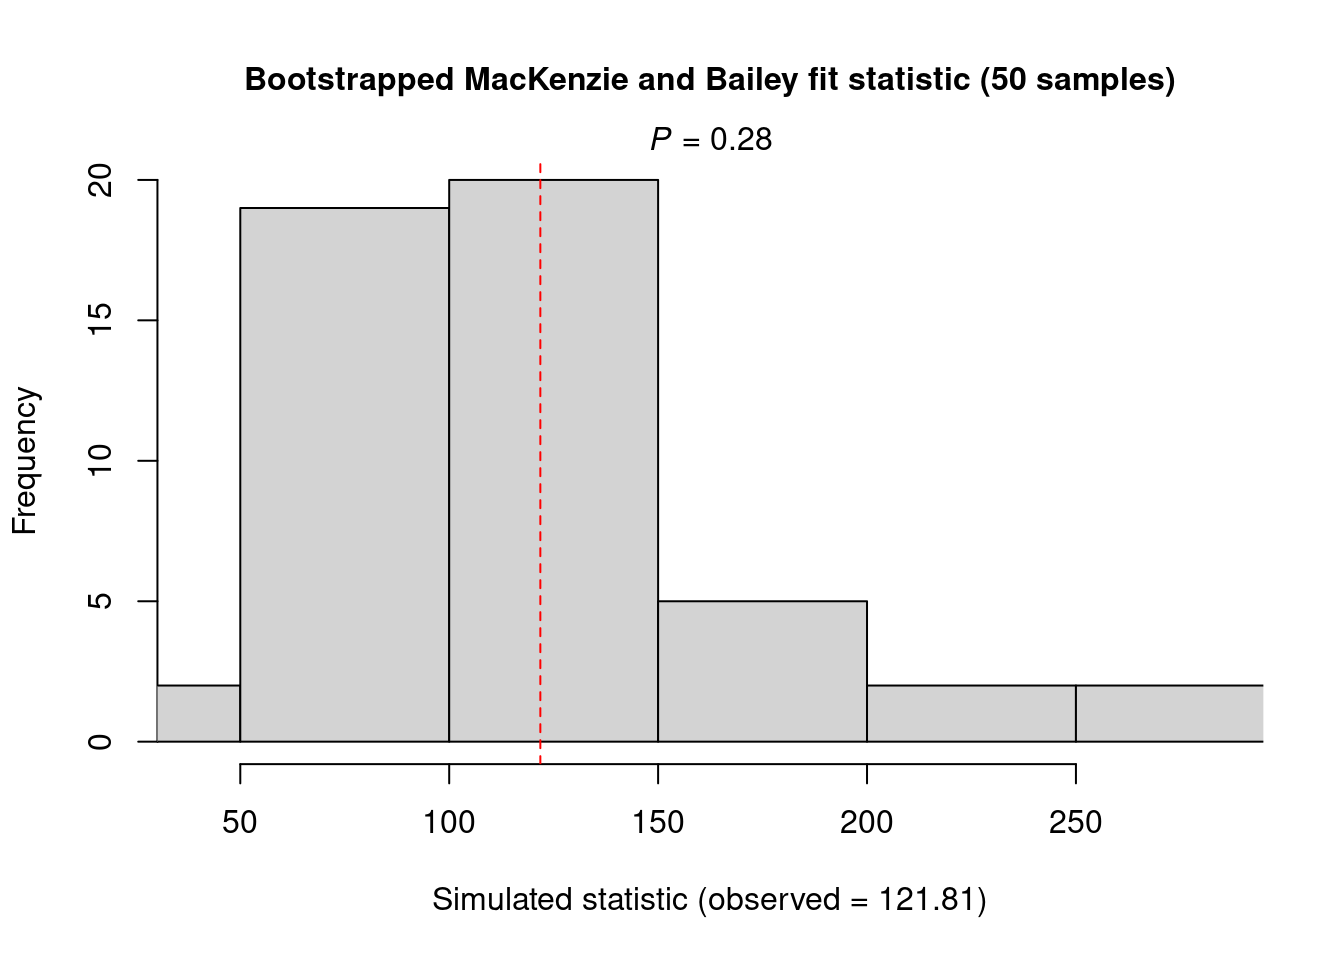 Bootstrapped MacKenzie and Bailey fit statistic (50 samples)
P = 0.28
Frequency
20
15
10
5
0
50 100 150 200 250
Simulated statistic (observed = 121.81)